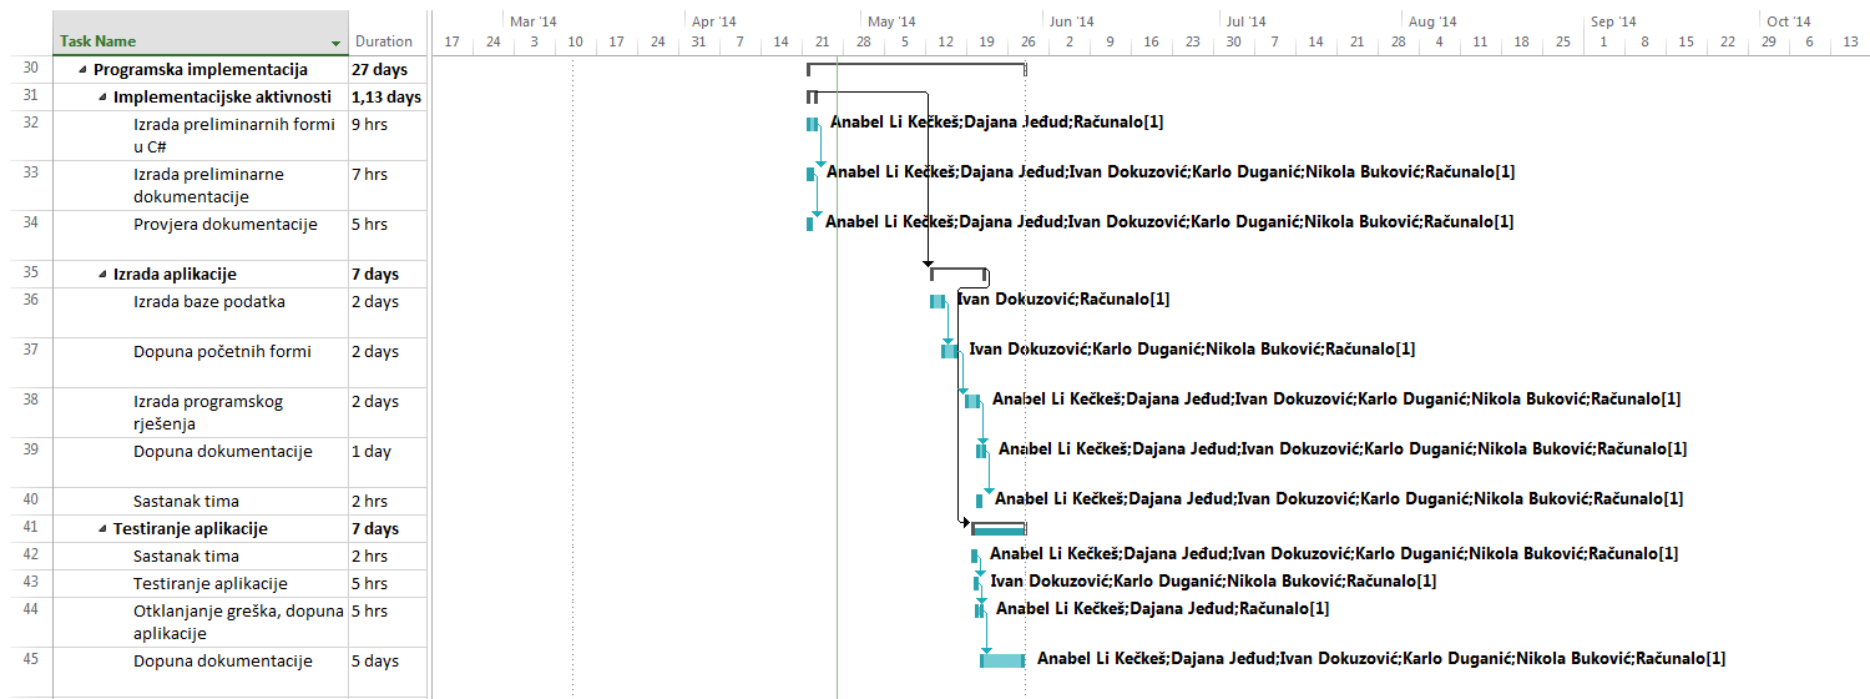 Mar '14 Apr '14 May '14 Jun '14 Jul '14 Aug '14 Sep '14 Oct '14
Task Name Duration 17 24 3 10 17 24 31 7 14 21 28 5 12 19 26 2 9 16 23 30 7 14 21 28 4 11 18 25 1 8 15 22 29 6 13
30 Programska implementacija 27 days
31 Implementacijske aktivnosti 1,13 days
32 Izrada preliminarnih formi 9 hrs Anabel Li Kečkeš;Dajana Jeđud;Računalo[1]
u C#
33 Izrada preliminarne 7 hrs Anabel Li Kečkeš;Dajana Jeđud;Ivan Dokuzović;Karlo Duganić;Nikola Buković;Računalo[1]
dokumentacije
34 Provjera dokumentacije 5 hrs Anabel Li Kečkeš;Dajana Jeđud;Ivan Dokuzović;Karlo Duganić;Nikola Buković;Računalo[1]
35 Izrada aplikacije 7 days
36 Izrada baze podatka 2 days Ivan Dokuzović;Računalo[1]
37 Dopuna početnih formi 2 days Ivan Dokuzović;Karlo Duganić;Nikola Buković;Računalo[1]
38 Izrada programskog 2 days Anabel Li Kečkeš;Dajana Jeđud;Ivan Dokuzović;Karlo Duganić;Nikola Buković;Računalo[1]
rješenja
39 Dopuna dokumentacije 1 day Anabel Li Kečkeš;Dajana Jeđud;Ivan Dokuzović;Karlo Duganić;Nikola Buković;Računalo[1]
40 Sastanak tima 2 hrs Anabel Li Kečkeš;Dajana Jeđud;Ivan Dokuzović;Karlo Duganić;Nikola Buković;Računalo[1]
41 Testiranje aplikacije 7 days
42 Sastanak tima 2 hrs Anabel Li Kečkeš;Dajana Jeđud;Ivan Dokuzović;Karlo Duganić;Nikola Buković;Računalo[1]
43 Testiranje aplikacije 5 hrs Ivan Dokuzović;Karlo Duganić;Nikola Buković;Računalo[1]
44 Otklanjanje greška, dopuna 5 hrs Anabel Li Kečkeš;Dajana Jeđud;Računalo[1]
aplikacije
45 Dopuna dokumentacije 5 days Anabel Li Kečkeš;Dajana Jeđud;Ivan Dokuzović;Karlo Duganić;Nikola Buković;Računalo[1]